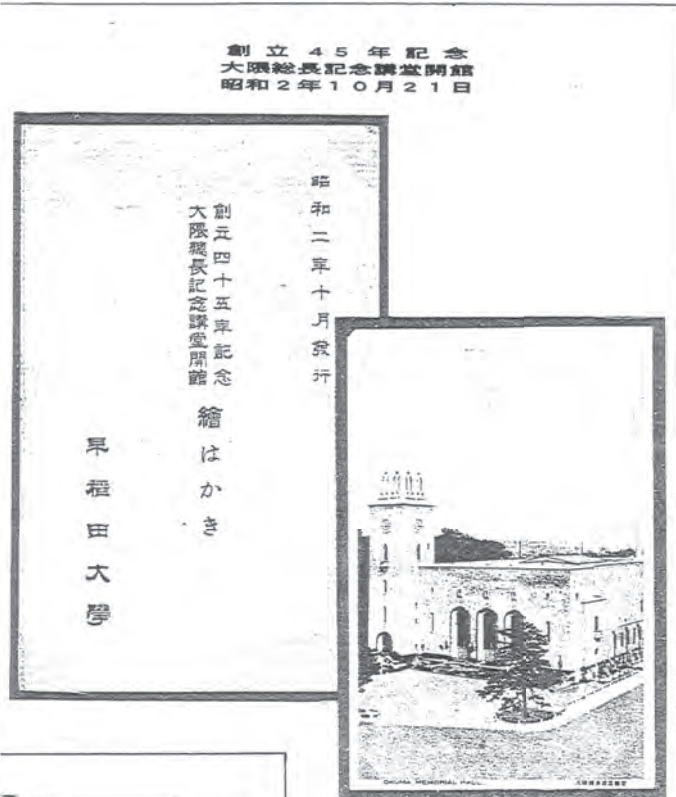 創立45年記念
大隈総長記念講堂開館
昭和2年10月21日
昭和二年十月發行
創立四十五年記念
大隈總長記念講堂開館
繪はかき
早稲田大學
OKUMA MEMORIAL HALL.